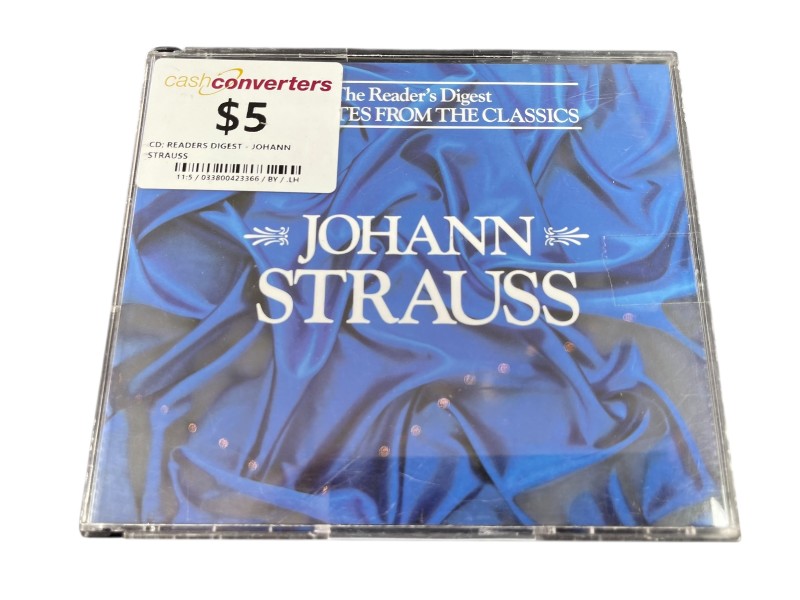 cashconverters
$5
CD: READERS DIGEST - JOHANN
STRAUSS
11:5 / 033800423366 / BY / .LH
The Reader's Digest
TES FROM THE CLASSICS
JOHANN
STRAUSS